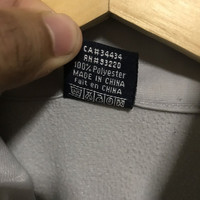 CA#34434
RN#93220
100% Polyester
MADE IN CHINA
Fait en CHINA